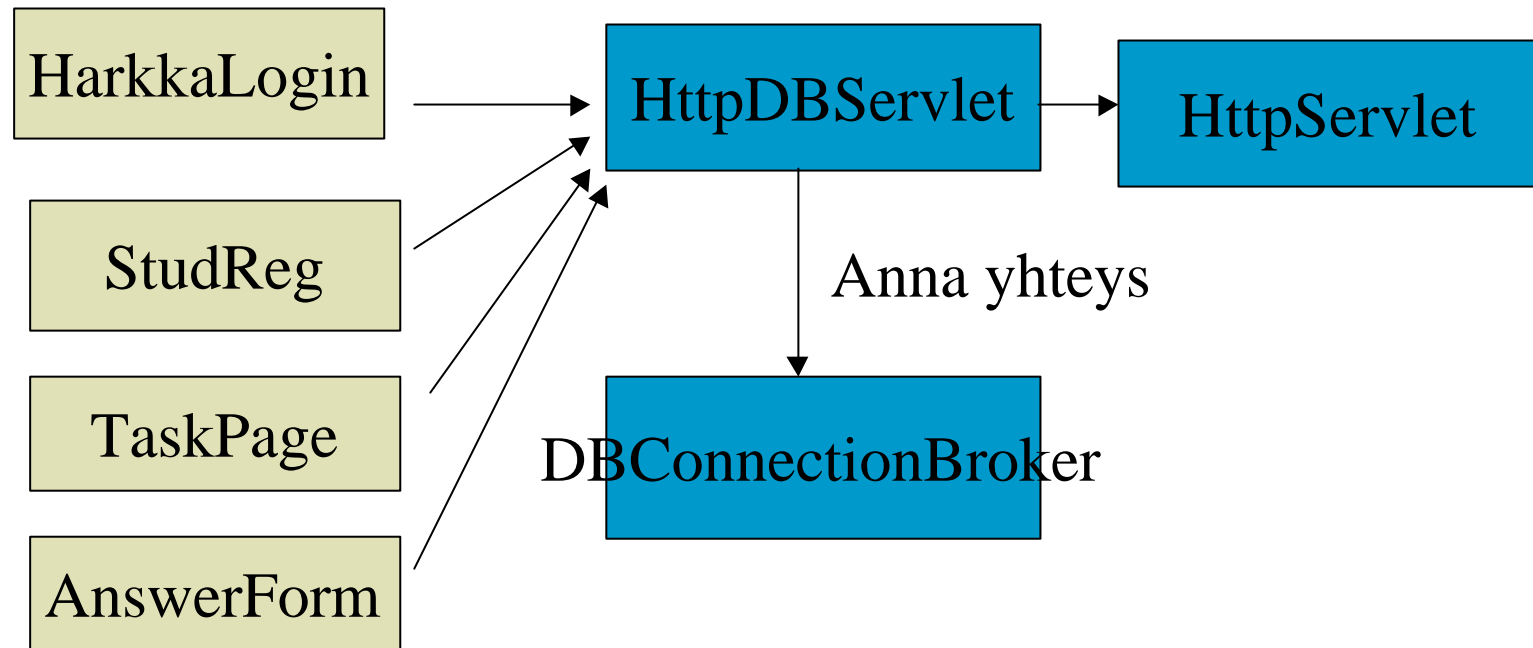 HarkkaLogin
HttpDBServlet
HttpServlet
StudReg
Anna yhteys
TaskPage
DBConnectionBroker
AnswerForm